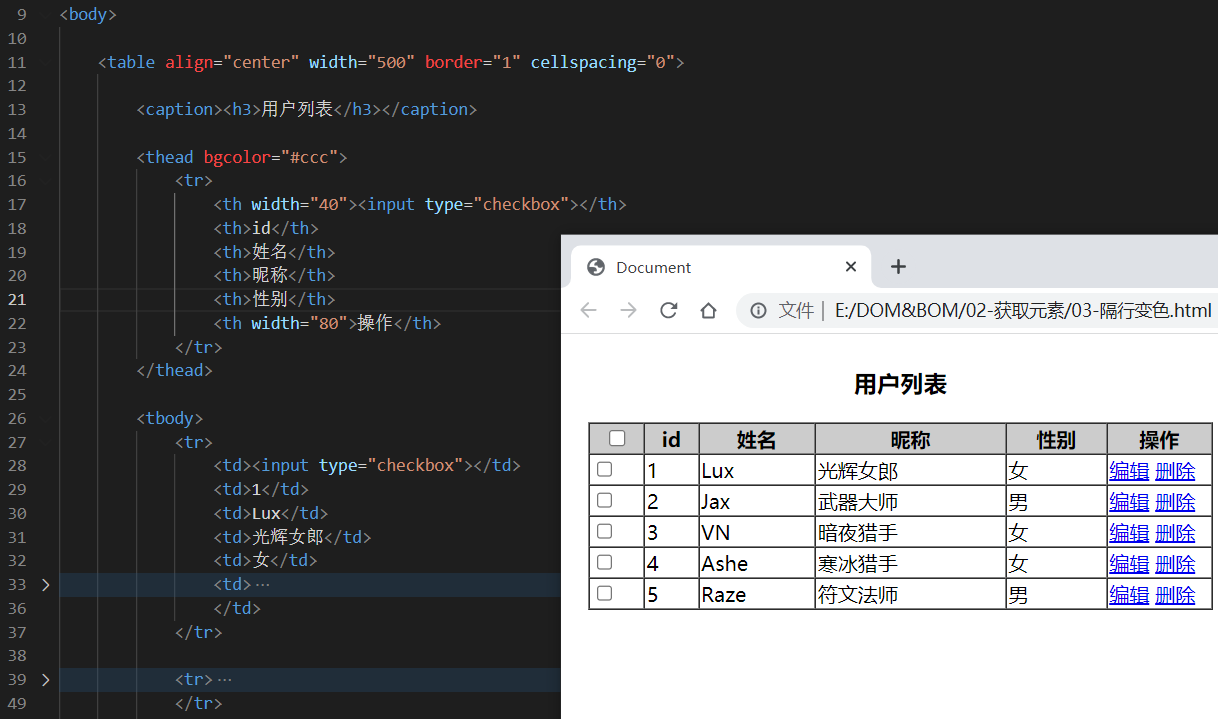 9 <body>
10
11 <table align="center" width="500" border="1" cellspacing="0">
12
13 <caption><h3>用户列表</h3></caption>
14
15 <thead bgcolor="#ccc">
16 <tr>
17 <th width="40"><input type="checkbox"></th>
18 <th>id</th>
19 <th>姓名</th>
20 <th>昵称</th>
21 <th>性别</th>
22 <th width="80">操作</th>
23 </tr>
24 </thead>
25
26 <tbody>
27 <tr>
28 <td><input type="checkbox"></td>
29 <td>1</td>
30 <td>Lux</td>
31 <td>光辉女郎</td>
32 <td>女</td>
33 <td>…
36 </td>
37 </tr>
38
39 <tr>…
49 </tr>
Document
文件 | E:/DOM&BOM/02-获取元素/03-隔行变色.html
用户列表
id 姓名 昵称 性别 操作
1 Lux 光辉女郎 女 编辑 删除
2 Jax 武器大师 男 编辑 删除
3 VN 暗夜猎手 女 编辑 删除
4 Ashe 寒冰猎手 女 编辑 删除
5 Raze 符文法师 男 编辑 删除